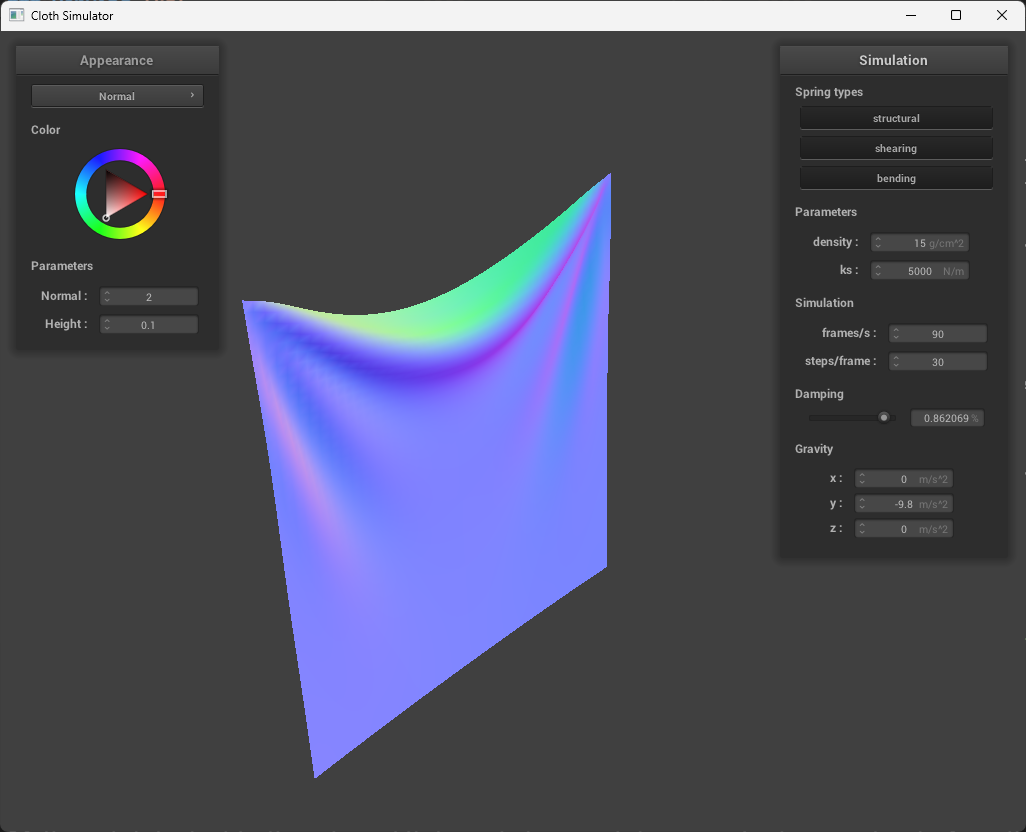 Cloth Simulator
Appearance
Normal
Color
Parameters
Normal : 2
Height : 0.1
Simulation
Spring types
structural
shearing
bending
Parameters
density : 15 g/cm^2
ks : 5000 N/m
Simulation
frames/s : 90
steps/frame : 30
Damping
0.862069 %
Gravity
x : 0 m/s^2
y : -9.8 m/s^2
z : 0 m/s^2